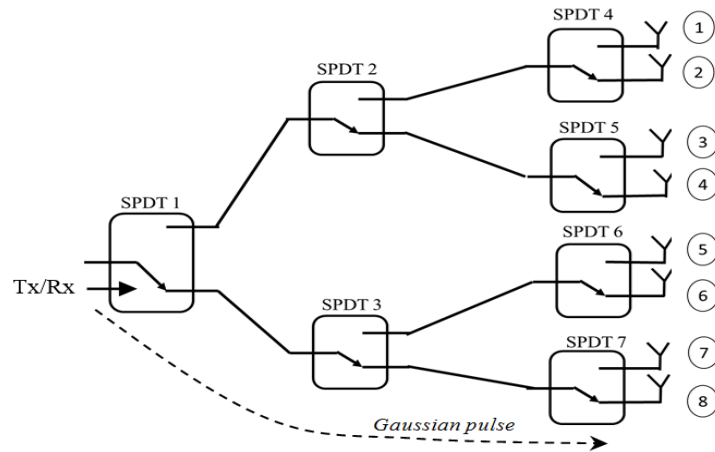 SPDT 4
1
SPDT 2
2
SPDT 5
3
4
SPDT 1
SPDT 6
5
Tx/Rx
6
SPDT 3
SPDT 7
7
8
Gaussian pulse